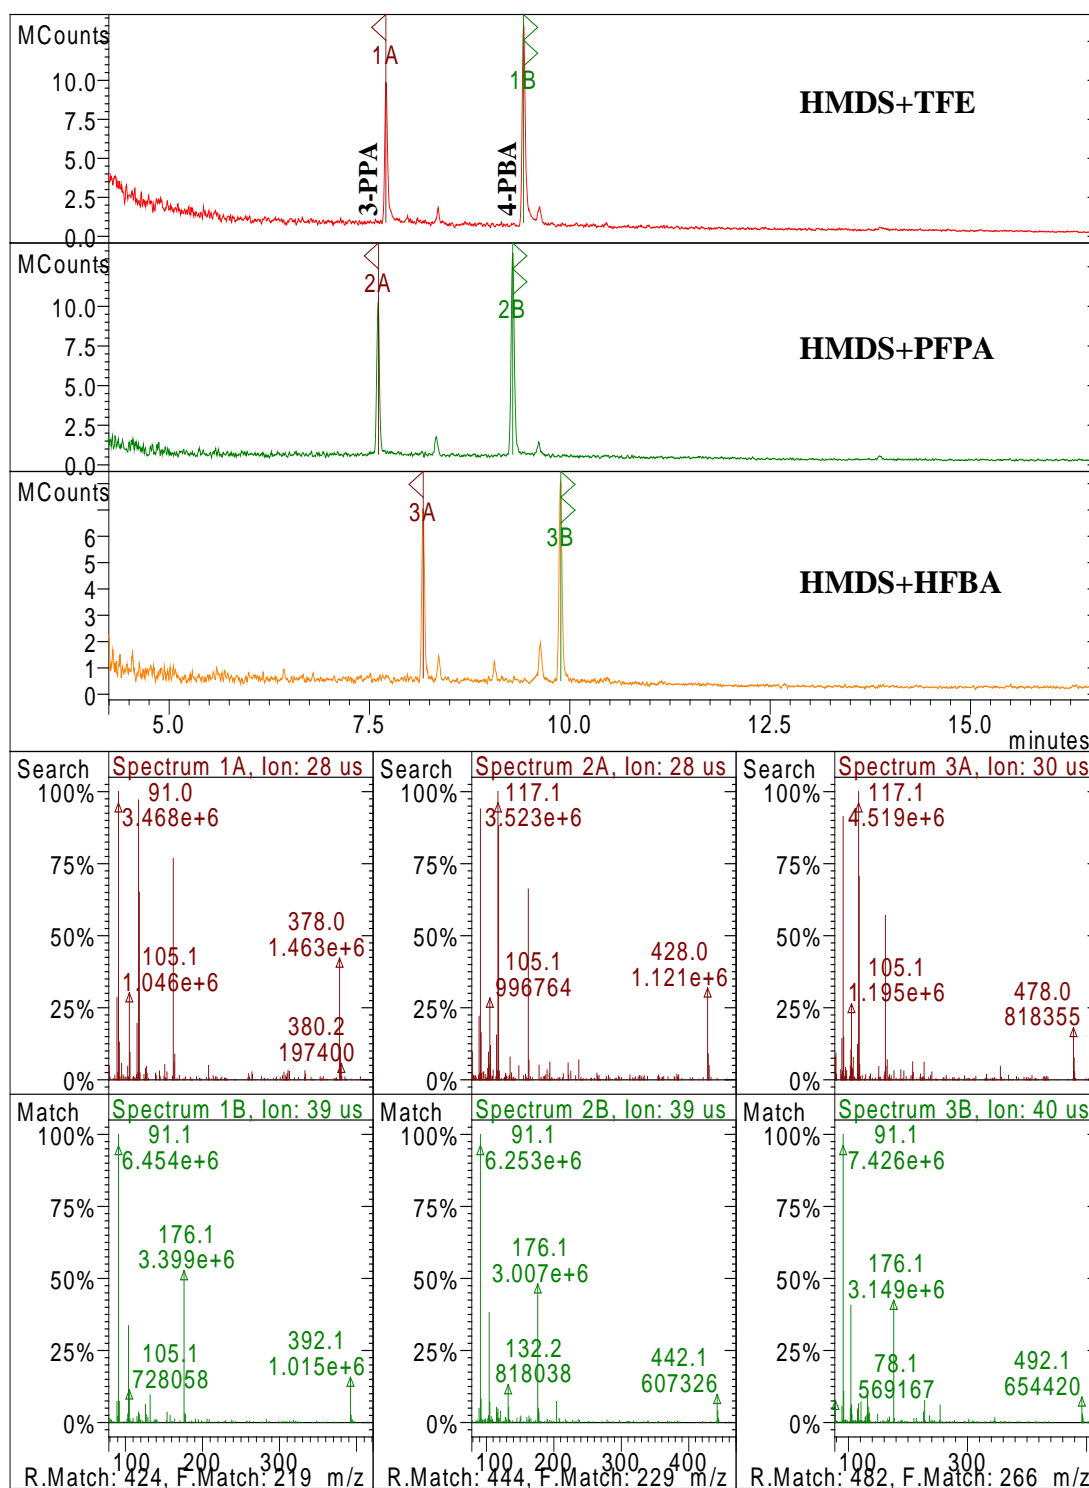 MCounts
10.0
7.5
5.0
2.5
0.0
1A
1B
3-PPA
4-PBA
HMDS+TFE
MCounts
10.0
7.5
5.0
2.5
0.0
2A
2B
HMDS+PFPA
MCounts
6
5
4
3
2
1
0
3A
3B
HMDS+HFBA
5.0 7.5 10.0 12.5 15.0
minutes
Search
Spectrum 1A, Ion: 28 us
100%
75%
50%
25%
0%
91.0
3.468e+6
105.1
1.046e+6
378.0
1.463e+6
380.2
197400
Search
Spectrum 2A, Ion: 28 us
100%
75%
50%
25%
0%
117.1
3.523e+6
105.1
996764
428.0
1.121e+6
Search
Spectrum 3A, Ion: 30 us
100%
75%
50%
25%
0%
117.1
4.519e+6
105.1
1.195e+6
478.0
818355
Match
Spectrum 1B, Ion: 39 us
100%
75%
50%
25%
0%
91.1
6.454e+6
176.1
3.399e+6
105.1
728058
392.1
1.015e+6
100 200 300
R.Match: 424, F.Match: 219 m/z
Match
Spectrum 2B, Ion: 39 us
100%
75%
50%
25%
0%
91.1
6.253e+6
176.1
3.007e+6
132.2
818038
442.1
607326
100 200 300 400
R.Match: 444, F.Match: 229 m/z
Match
Spectrum 3B, Ion: 40 us
100%
75%
50%
25%
0%
91.1
7.426e+6
176.1
3.149e+6
78.1
569167
492.1
654420
100 300
R.Match: 482, F.Match: 266 m/z